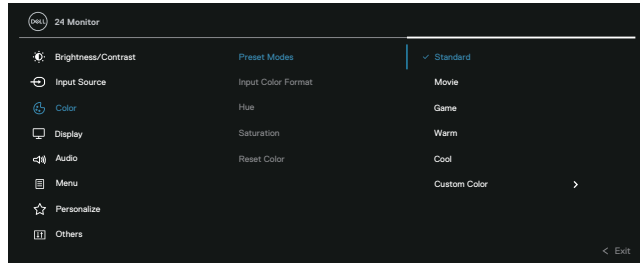 DELL 24 Monitor
Brightness/Contrast Preset Modes Standard
Input Source Input Color Format Movie
Color Hue Game
Display Saturation Warm
Audio Reset Color Cool
Menu Custom Color >
Personalize
Others
< Exit